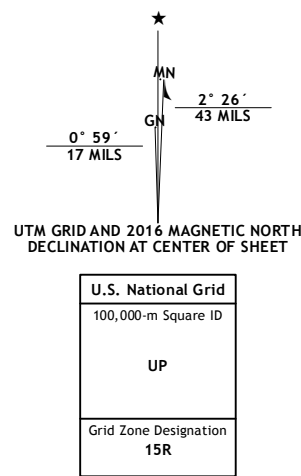 ★
MN
2° 26´
43 MILS
GN
0° 59´
17 MILS
UTM GRID AND 2016 MAGNETIC NORTH
DECLINATION AT CENTER OF SHEET
U.S. National Grid
100,000-m Square ID
UP
Grid Zone Designation
15R